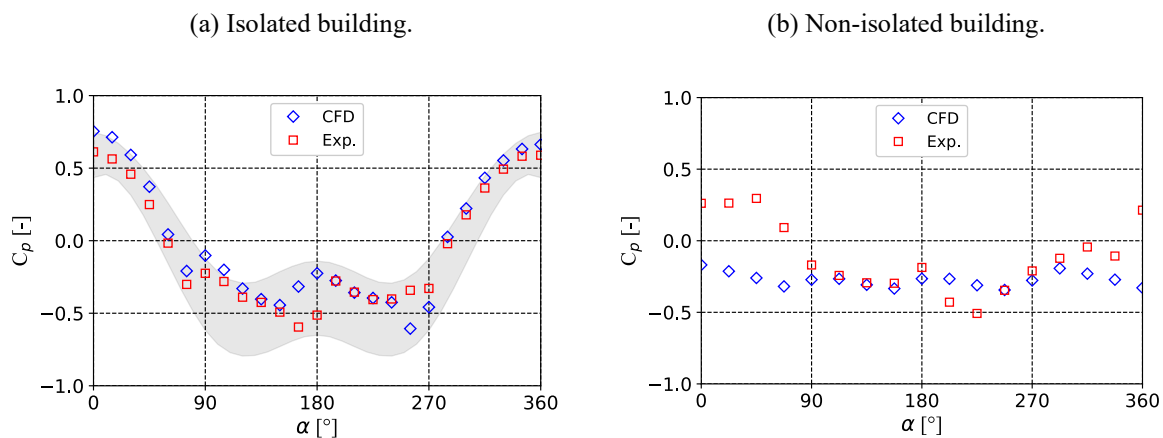 (a) Isolated building.
(b) Non-isolated building.
1.0
0.5
0.0
−0.5
−1.0
Cp [-]
CFD
Exp.
0 90 180 270 360
α [°]
1.0
0.5
0.0
−0.5
−1.0
Cp [-]
CFD
Exp.
0 90 180 270 360
α [°]